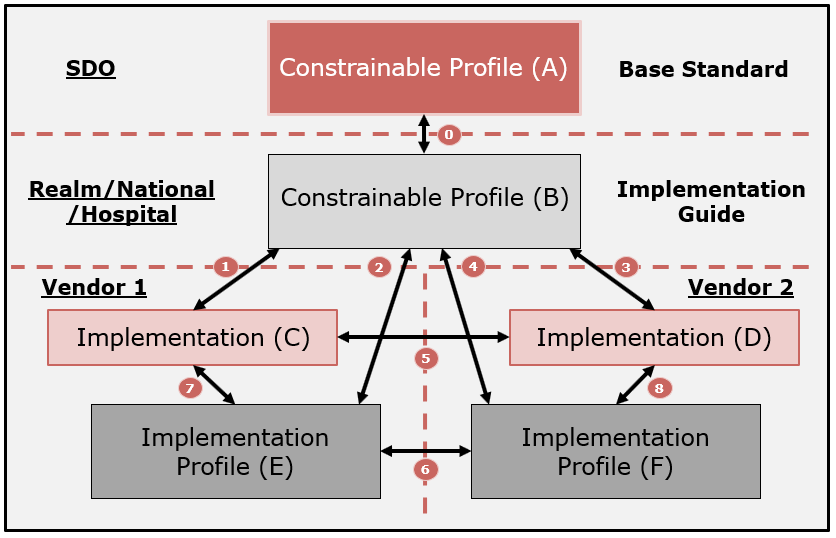 SDO
Constrainable Profile (A)
Base Standard
0
Realm/National
/Hospital
Constrainable Profile (B)
Implementation
Guide
1
2
4
3
Vendor 1
Vendor 2
Implementation (C)
Implementation (D)
5
7
8
Implementation
Profile (E)
Implementation
Profile (F)
6